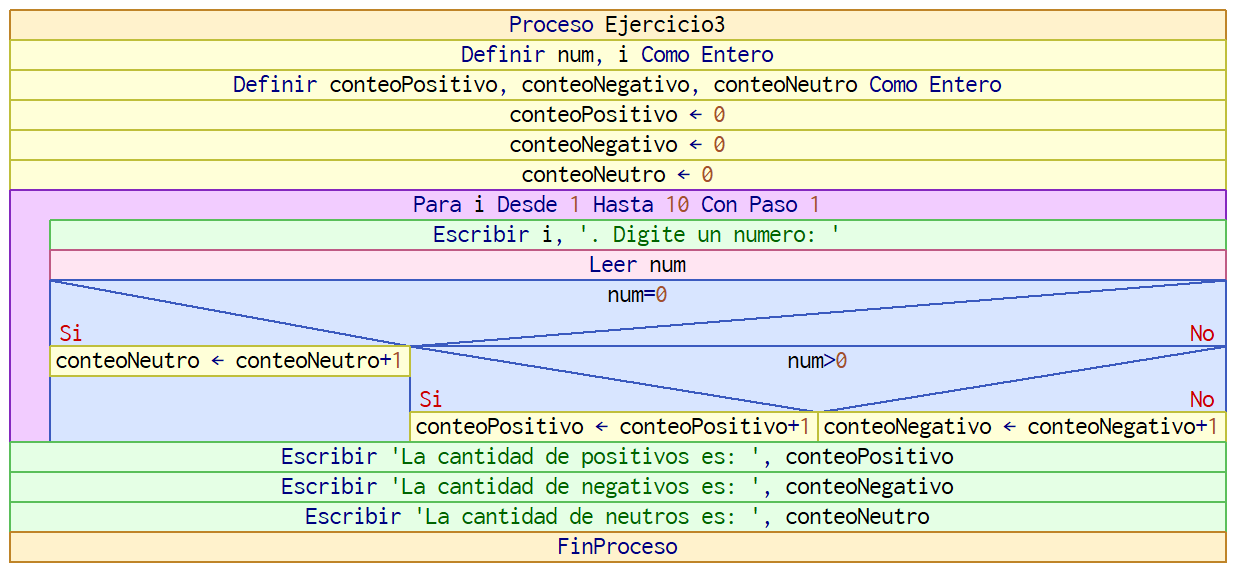 Proceso Ejercicio3
Definir num, i Como Entero
Definir conteoPositivo, conteoNegativo, conteoNeutro Como Entero
conteoPositivo ← 0
conteoNegativo ← 0
conteoNeutro ← 0
Para i Desde 1 Hasta 10 Con Paso 1
Escribir i, '. Digite un numero: '
Leer num
num=0
Si No
conteoNeutro ← conteoNeutro+1 num>0
Si No
conteoPositivo ← conteoPositivo+1 conteoNegativo ← conteoNegativo+1
Escribir 'La cantidad de positivos es: ', conteoPositivo
Escribir 'La cantidad de negativos es: ', conteoNegativo
Escribir 'La cantidad de neutros es: ', conteoNeutro
FinProceso